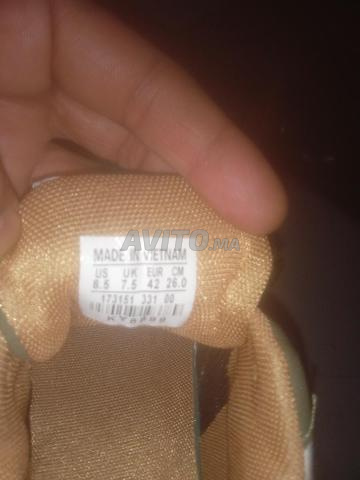 AVITO.ma
MADE IN VIETNAM
US UK EUR CM
8.5 7.5 42 26.0
173151 331 00